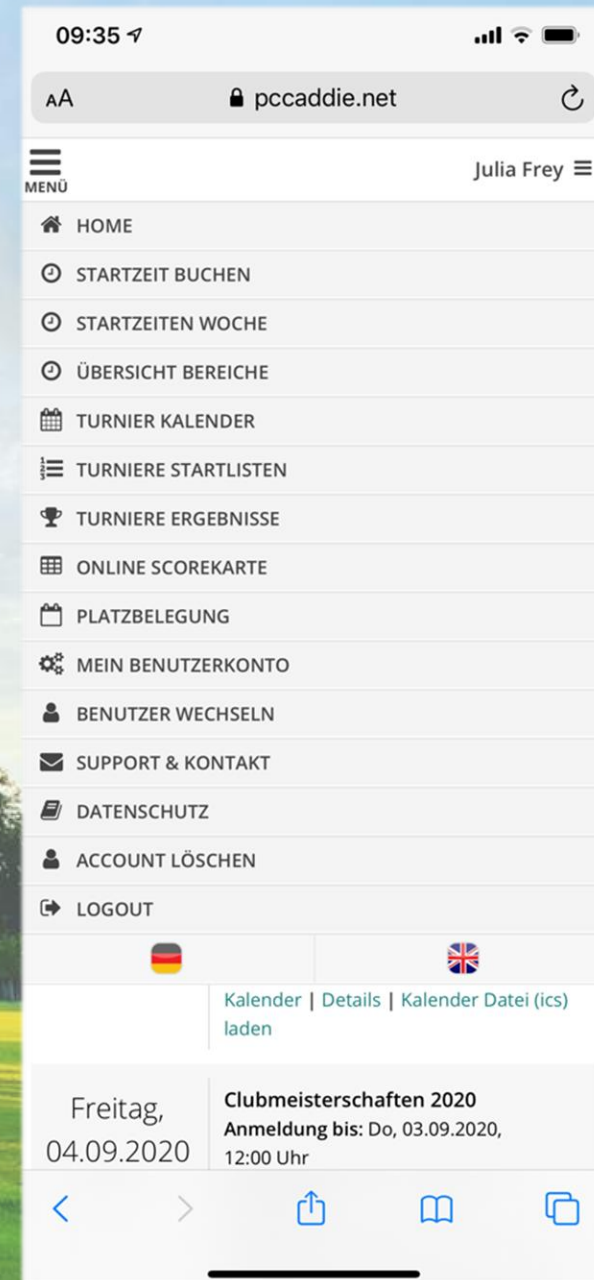 09:35
AA pccaddie.net
MENÜ
Julia Frey
HOME
STARTZEIT BUCHEN
STARTZEITEN WOCHE
ÜBERSICHT BEREICHE
TURNIER KALENDER
TURNIERE STARTLISTEN
TURNIERE ERGEBNISSE
ONLINE SCOREKARTE
PLATZBELEGUNG
MEIN BENUTZERKONTO
BENUTZER WECHSELN
SUPPORT & KONTAKT
DATENSCHUTZ
ACCOUNT LÖSCHEN
LOGOUT
Kalender | Details | Kalender Datei (ics)
laden
Freitag,
04.09.2020
Clubmeisterschaften 2020
Anmeldung bis: Do, 03.09.2020,
12:00 Uhr